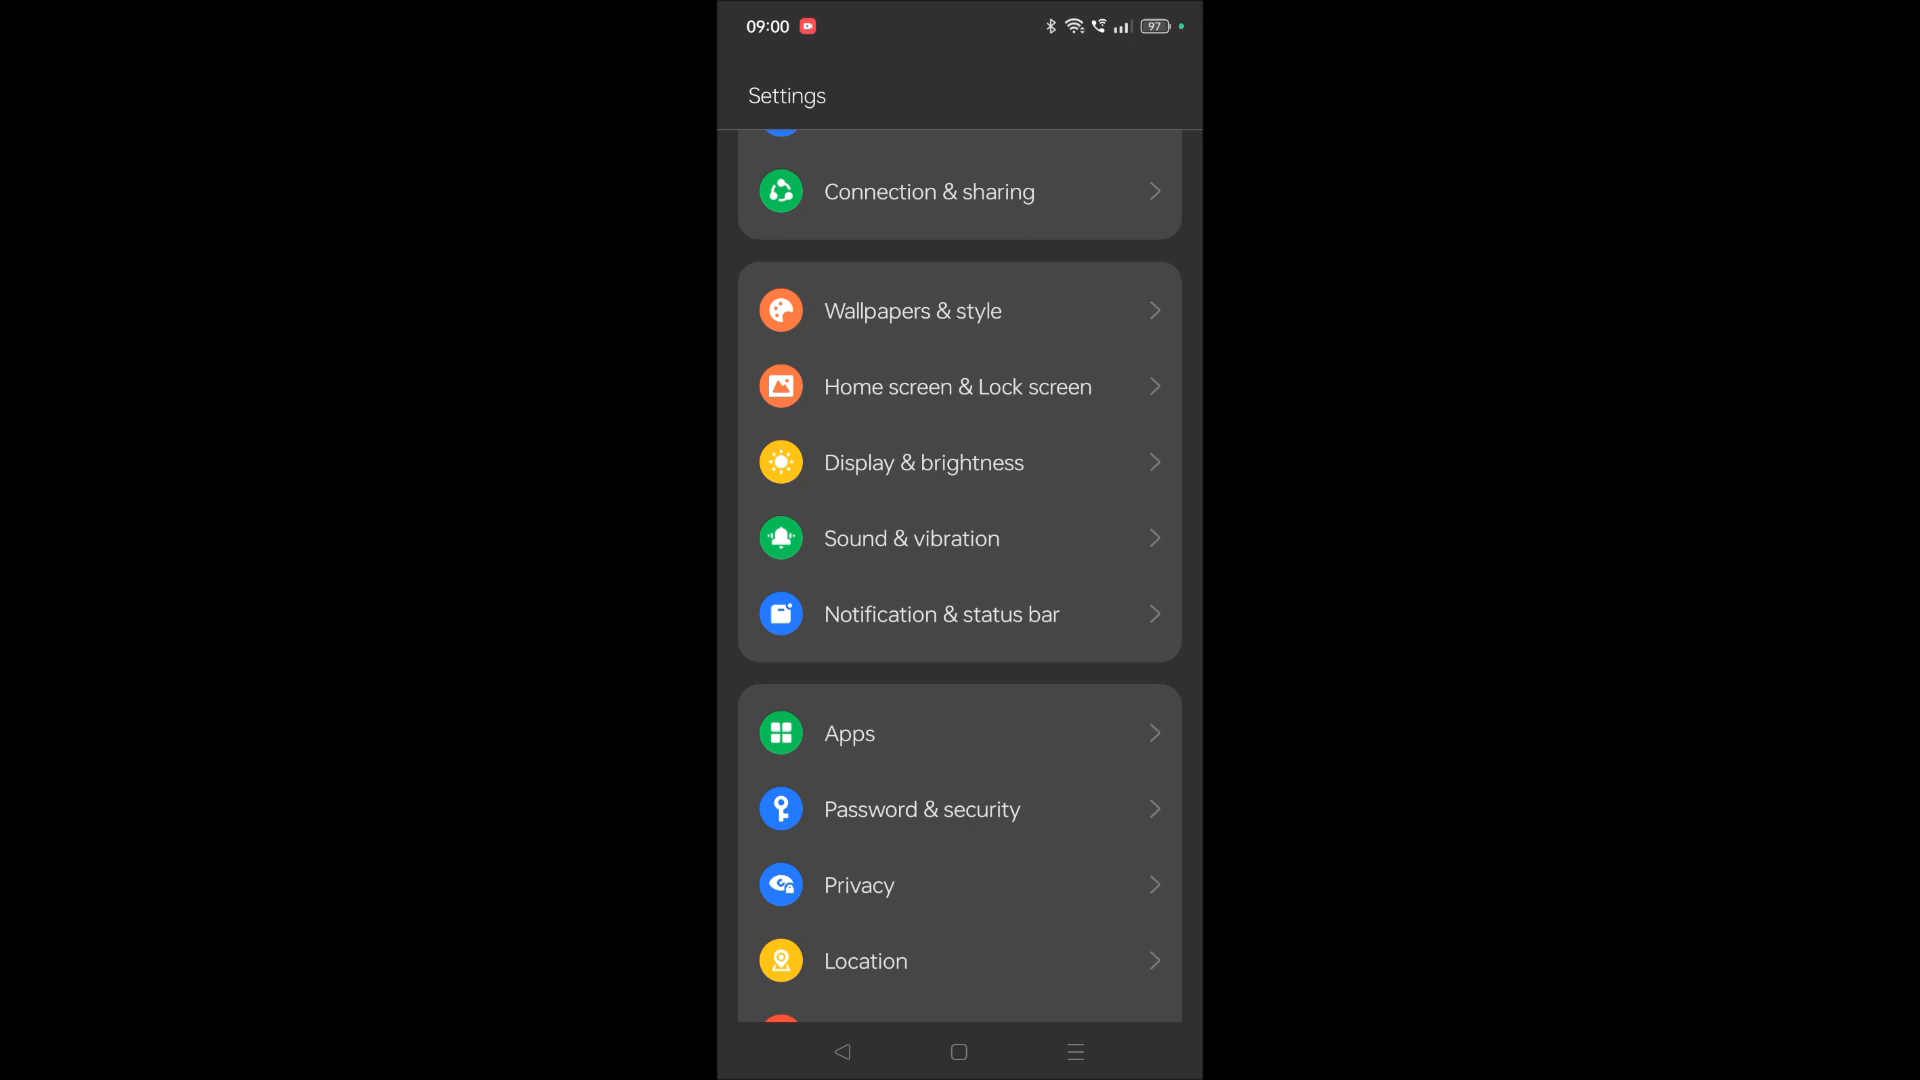 09:00
97
Settings
Connection & sharing
Wallpapers & style
Home screen & Lock screen
Display & brightness
Sound & vibration
Notification & status bar
Apps
Password & security
Privacy
Location